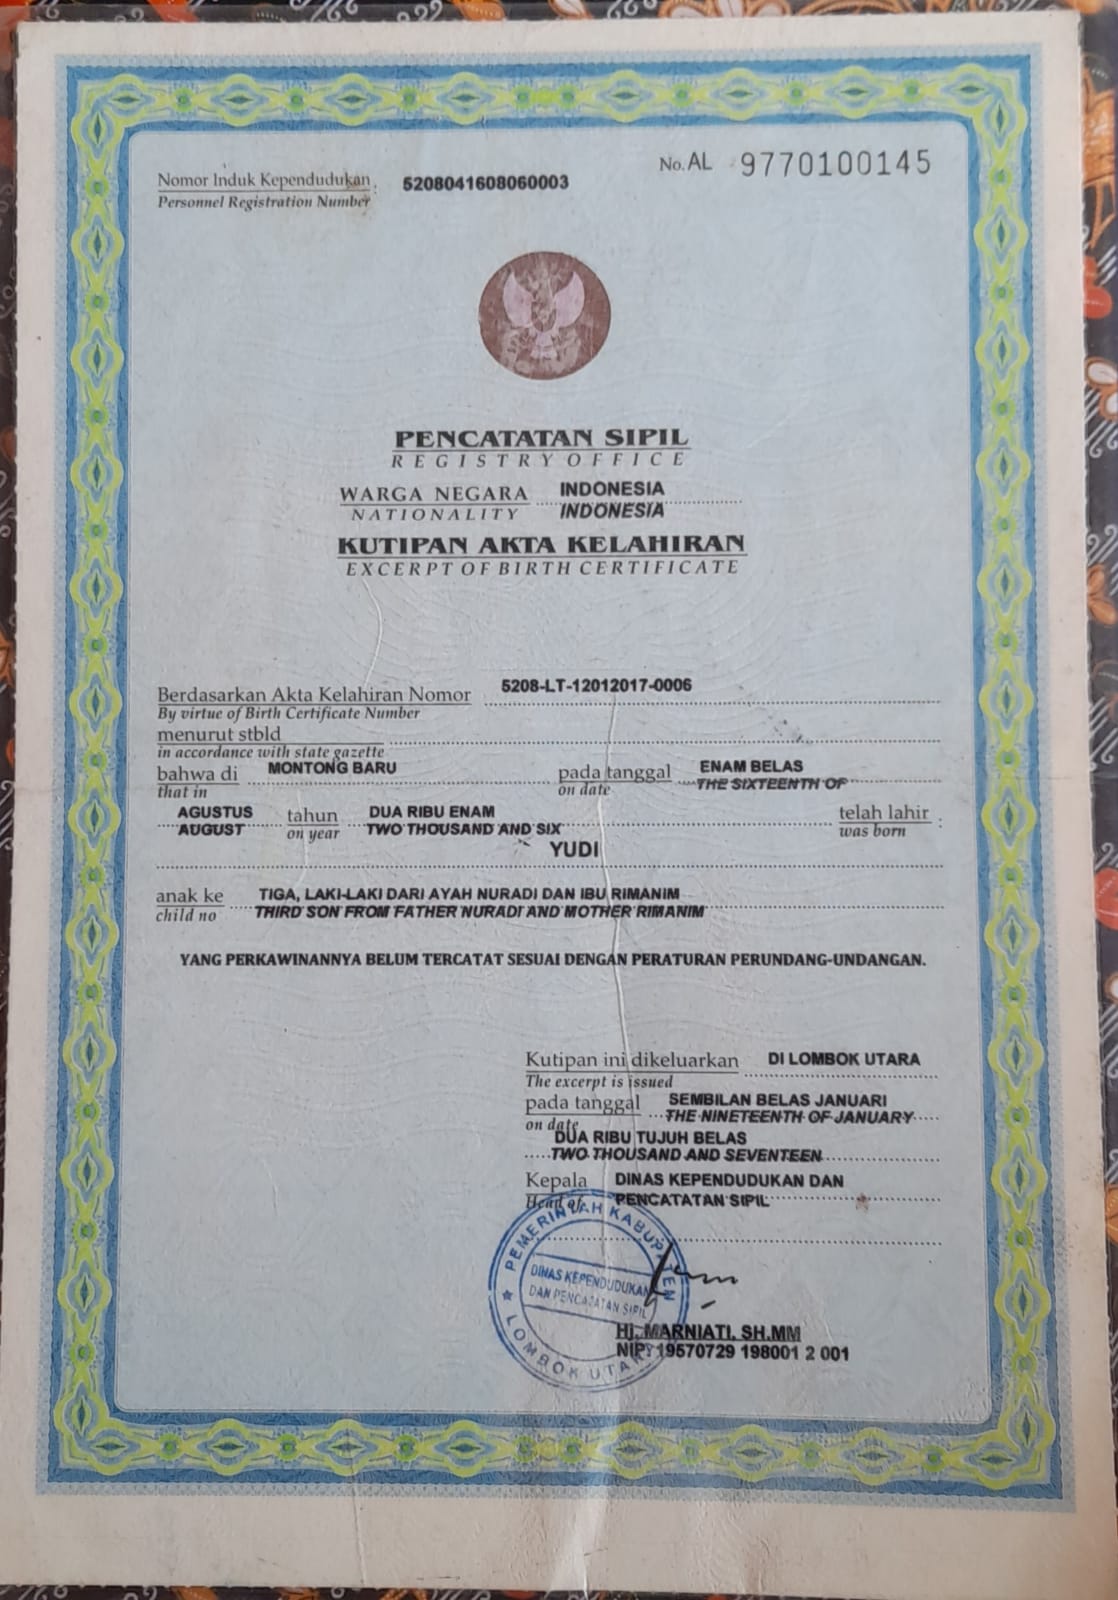 No. AL 9770100145
Nomor Induk Kependudukan : 5208041608060003
Personnel Registration Number
PENCATATAN SIPIL
REGISTRY OFFICE
WARGA NEGARA INDONESIA
NATIONALITY INDONESIA
KUTIPAN AKTA KELAHIRAN
EXCERPT OF BIRTH CERTIFICATE
Berdasarkan Akta Kelahiran Nomor 5208-LT-12012017-0006
By virtue of Birth Certificate Number
menurut stbld
in accordance with state gazette
bahwa di MONTONG BARU pada tanggal ENAM BELAS
that in on date THE SIXTEENTH OF
AGUSTUS tahun DUA RIBU ENAM telah lahir :
AUGUST on year TWO THOUSAND AND SIX was born
YUDI
anak ke TIGA, LAKI-LAKI DARI AYAH NURADI DAN IBU RIMANIM
child no THIRD SON FROM FATHER NURADI AND MOTHER RIMANIM
YANG PERKAWINANNYA BELUM TERCATAT SESUAI DENGAN PERATURAN PERUNDANG-UNDANGAN.
Kutipan ini dikeluarkan DI LOMBOK UTARA
The excerpt is issued
pada tanggal SEMBILAN BELAS JANUARI
on date THE NINETEENTH OF JANUARY
DUA RIBU TUJUH BELAS
TWO THOUSAND AND SEVENTEEN
Kepala DINAS KEPENDUDUKAN DAN
Head of PENCATATAN SIPIL
PEMERINTAH KABUPATEN
DINAS KEPENDUDUKAN
DAN PENCATATAN SIPIL
LOMBOK UTARA
Hj. MARNIATI, SH.MM
NIP. 19570729 198001 2 001